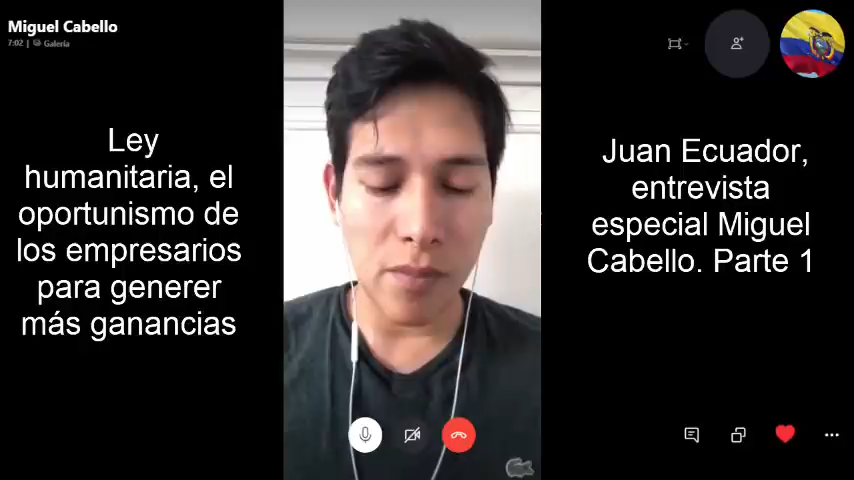 Miguel Cabello
7:02 | Galería
Ley
humanitaria, el
oportunismo de
los empresarios
para generer
más ganancias
Juan Ecuador,
entrevista
especial Miguel
Cabello. Parte 1